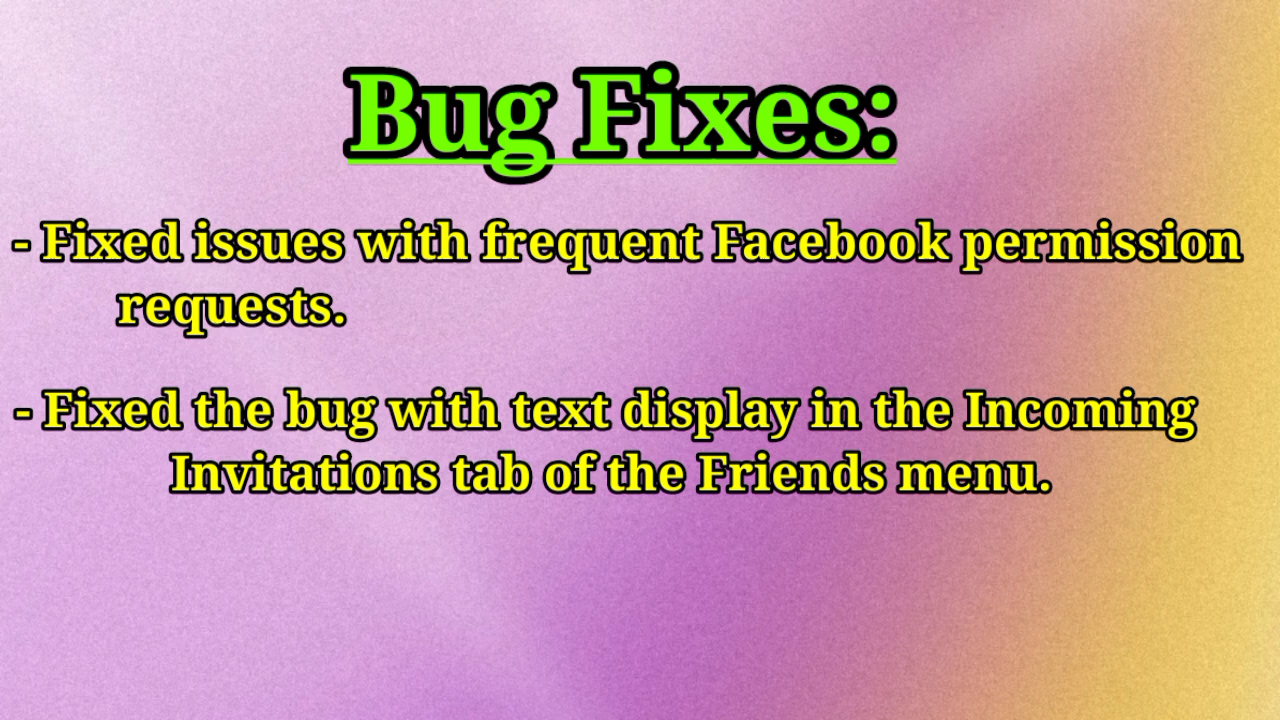 Bug Fixes:
- Fixed issues with frequent Facebook permission
requests.
- Fixed the bug with text display in the Incoming
Invitations tab of the Friends menu.